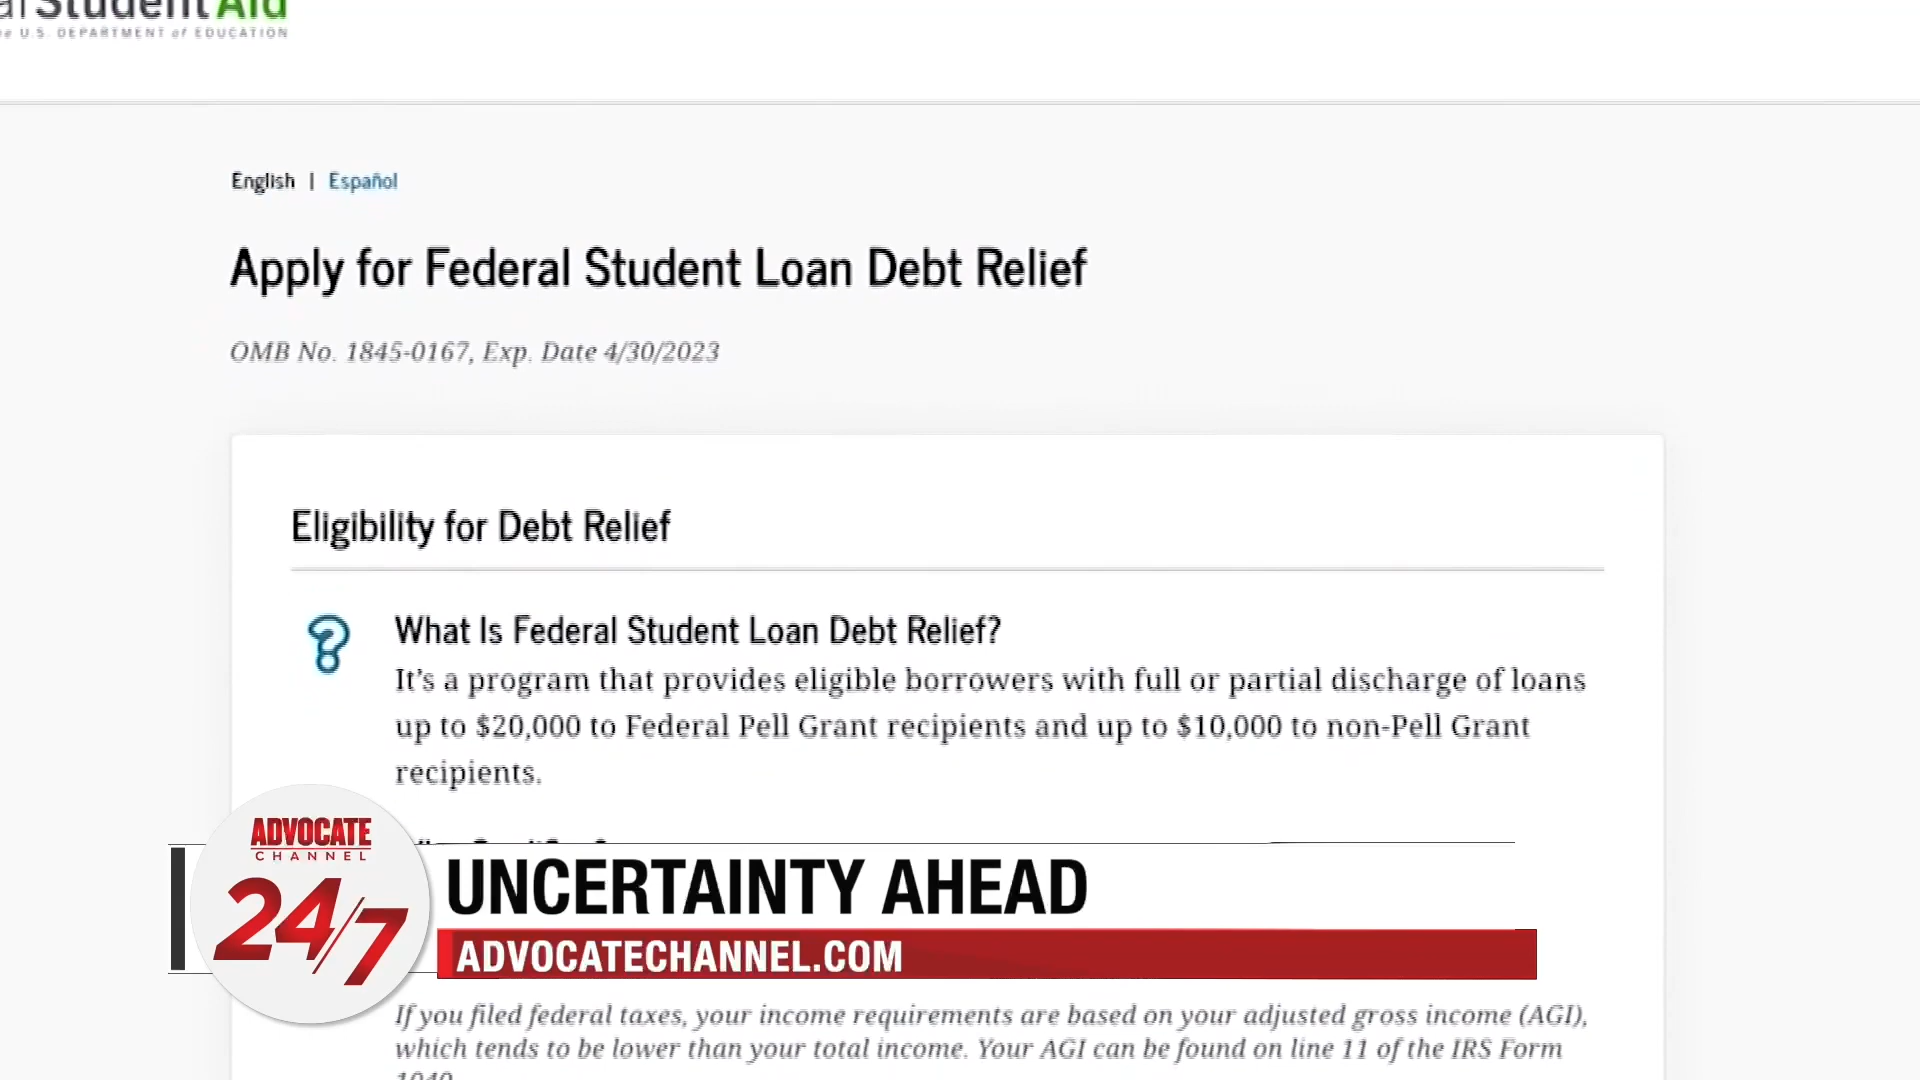 Student Aid
U.S. DEPARTMENT of EDUCATION
English | Español
Apply for Federal Student Loan Debt Relief
OMB No. 1845-0167, Exp. Date 4/30/2023
Eligibility for Debt Relief
What Is Federal Student Loan Debt Relief?
It’s a program that provides eligible borrowers with full or partial discharge of loans
up to $20,000 to Federal Pell Grant recipients and up to $10,000 to non-Pell Grant
recipients.
ADVOCATE
CHANNEL
24/7
UNCERTAINTY AHEAD
ADVOCATECHANNEL.COM
If you filed federal taxes, your income requirements are based on your adjusted gross income (AGI),
which tends to be lower than your total income. Your AGI can be found on line 11 of the IRS Form